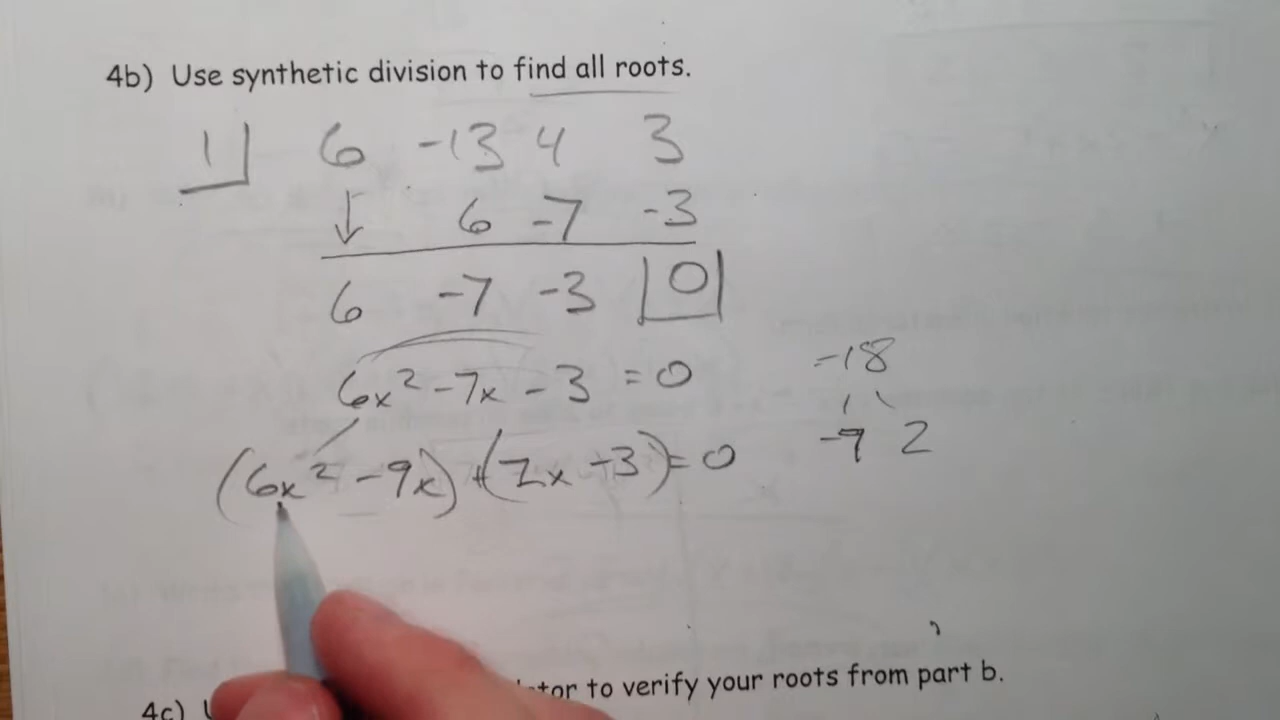 4b) Use synthetic division to find all roots.
1 6 -13 4 3
6 -7 -3
6 -7 -3 0
6x² -7x -3 = 0
-18
-9 2
(6x² -9x) + (2x -3) = 0
to verify your roots from part b.
4c)